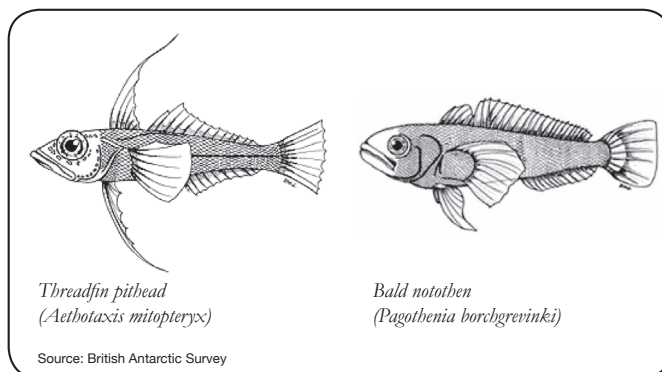 Threadfin pithead
(Aethotaxis mitopteryx)
Bald notothen
(Pagothenia borchgrevinki)
Source: British Antarctic Survey